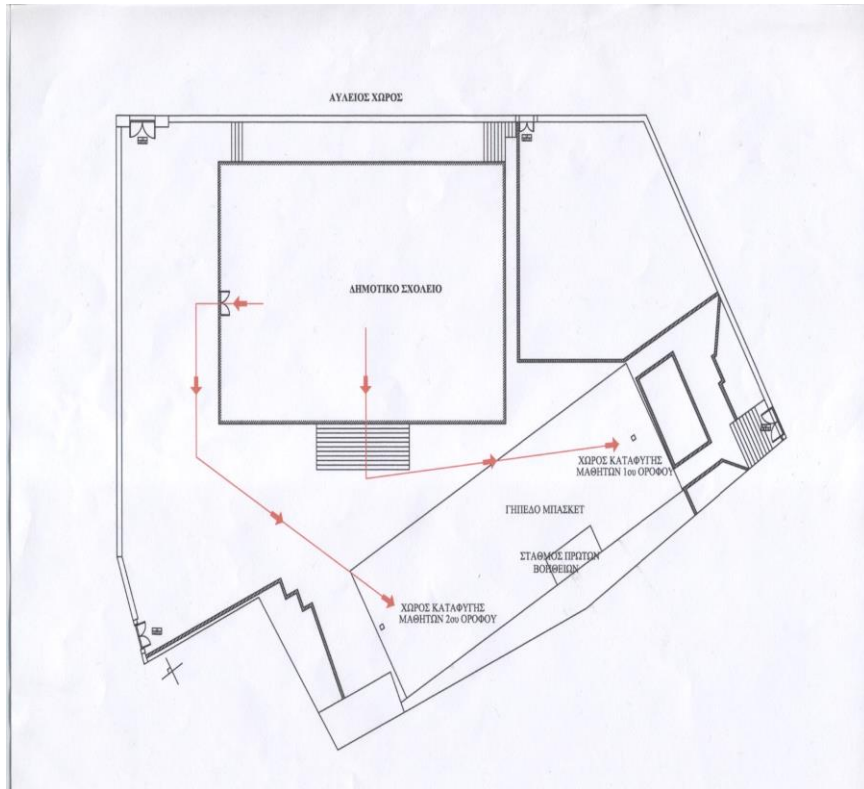 ΑΥΛΕΙΟΣ ΧΩΡΟΣ
ΔΗΜΟΤΙΚΟ ΣΧΟΛΕΙΟ
ΧΩΡΟΣ ΚΑΤΑΦΥΓΗΣ
ΜΑΘΗΤΩΝ 1ου ΟΡΟΦΟΥ
ΓΗΠΕΔΟ ΜΠΑΣΚΕΤ
ΣΤΑΘΜΟΣ ΠΡΩΤΩΝ
ΒΟΗΘΕΙΩΝ
ΧΩΡΟΣ ΚΑΤΑΦΥΓΗΣ
ΜΑΘΗΤΩΝ 2ου ΟΡΟΦΟΥ